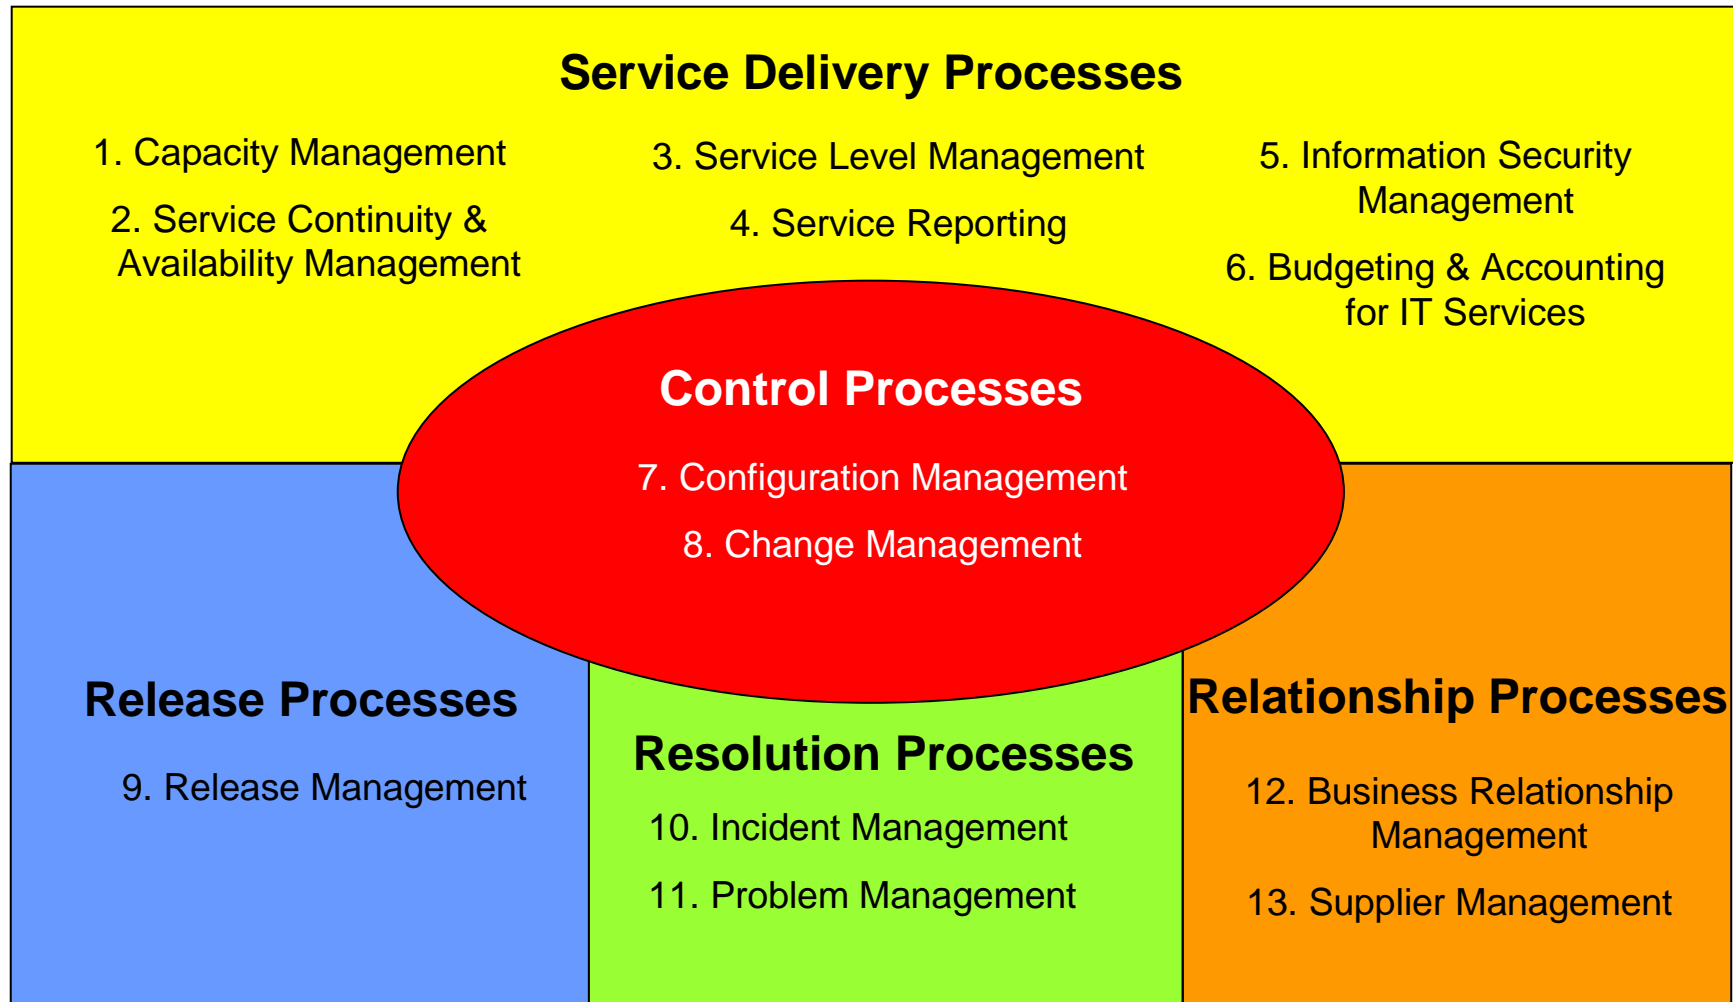 Service Delivery Processes
1. Capacity Management
2. Service Continuity &
Availability Management
3. Service Level Management
4. Service Reporting
5. Information Security
Management
6. Budgeting & Accounting
for IT Services
Control Processes
7. Configuration Management
8. Change Management
Release Processes
9. Release Management
Resolution Processes
10. Incident Management
11. Problem Management
Relationship Processes
12. Business Relationship
Management
13. Supplier Management